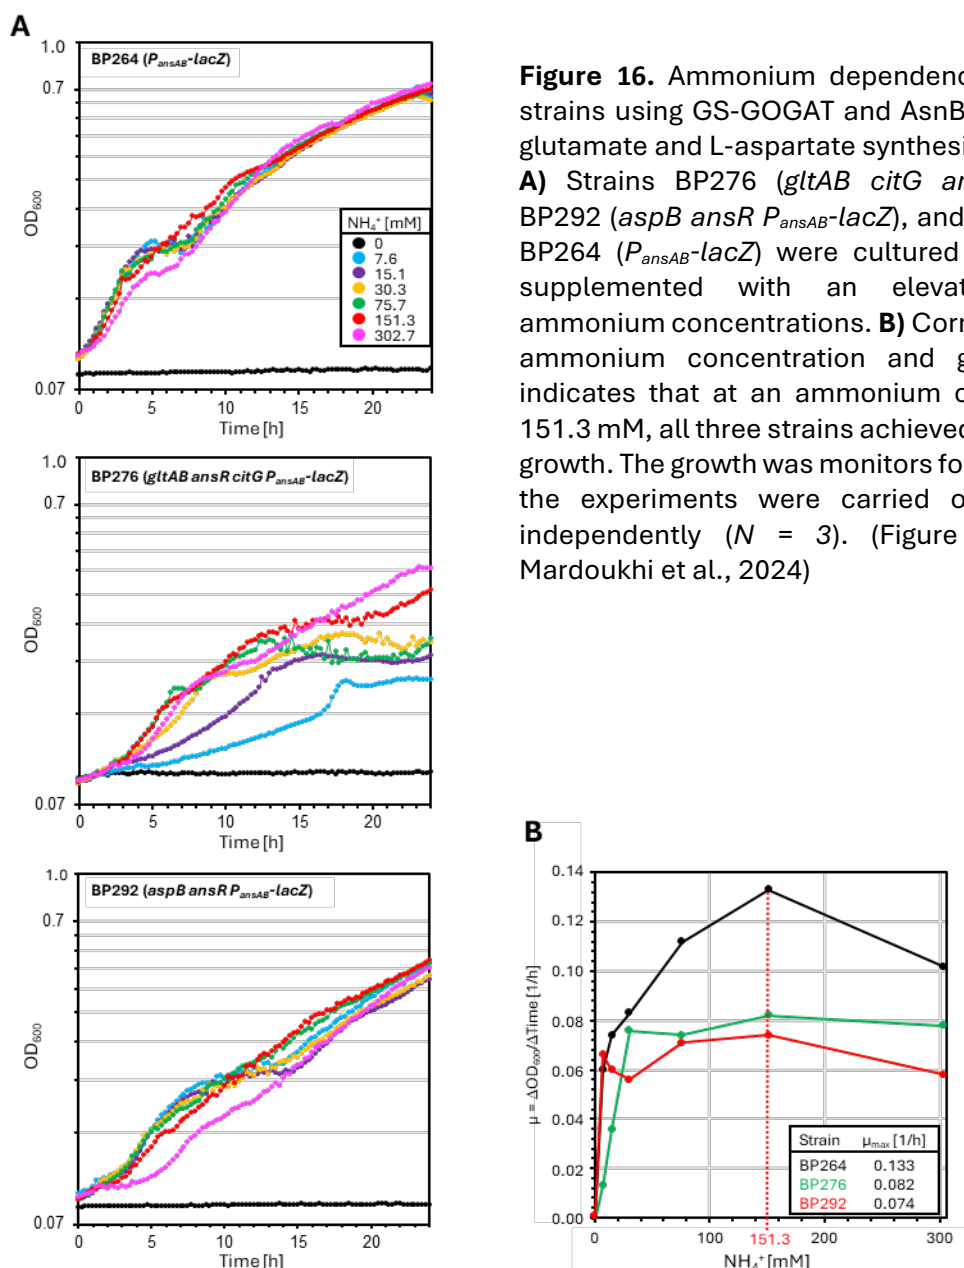 A
BP264 (PansAB-lacZ)
1.0
0.7
0.07
OD600
NH4+ [mM]
0
7.6
15.1
30.3
75.7
151.3
302.7
0 5 10 15 20
Time [h]
BP276 (gltAB ansR citG PansAB-lacZ)
1.0
0.7
0.07
OD600
0 5 10 15 20
Time [h]
BP292 (aspB ansR PansAB-lacZ)
1.0
0.7
0.07
OD600
0 5 10 15 20
Time [h]
Figure 16. Ammonium dependenc
strains using GS-GOGAT and AsnB
glutamate and L-aspartate synthesi
A) Strains BP276 (gltAB citG an
BP292 (aspB ansR PansAB-lacZ), and
BP264 (PansAB-lacZ) were cultured
supplemented with an elevat
ammonium concentrations. B) Corr
ammonium concentration and g
indicates that at an ammonium c
151.3 mM, all three strains achieved
growth. The growth was monitors fo
the experiments were carried o
independently (N = 3). (Figure
Mardoukhi et al., 2024)
B
0.14
0.12
0.10
0.08
0.06
0.04
0.02
0.00
μ = ΔOD600/ΔTime [1/h]
Strain μmax [1/h]
BP264 0.133
BP276 0.082
BP292 0.074
0 100 151.3 200 300
NH4+ [mM]